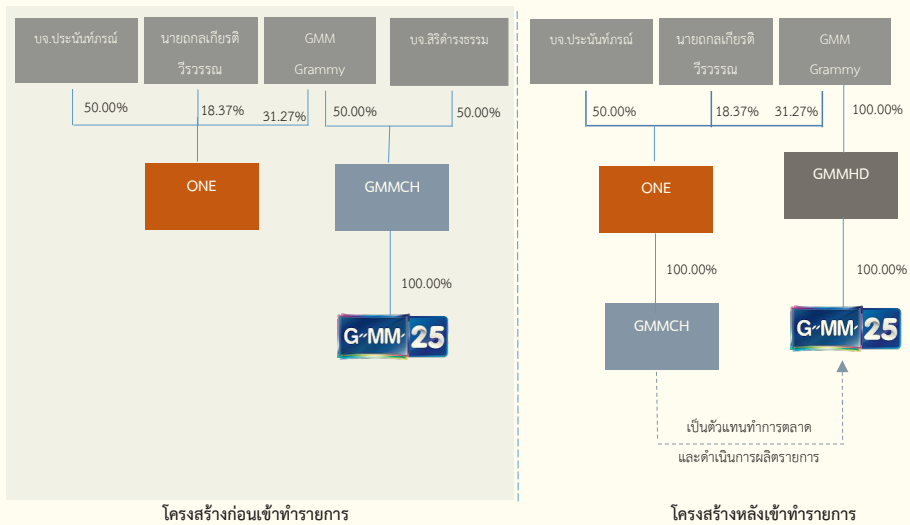 บจ.ประนันท์ภรณ์
นายถกลเกียรติ
วีรวรรณ
GMM
Grammy
บจ.สิริดำรงธรรม
50.00%
18.37%
31.27%
50.00%
50.00%
ONE
GMMCH
100.00%
G"MM' 25
โครงสร้างก่อนเข้าทำรายการ
บจ.ประนันท์ภรณ์
นายถกลเกียรติ
วีรวรรณ
GMM
Grammy
50.00%
18.37%
31.27%
100.00%
ONE
GMMHD
100.00%
100.00%
GMMCH
G"MM' 25
เป็นตัวแทนทำการตลาด
และดำเนินการผลิตรายการ
โครงสร้างหลังเข้าทำรายการ